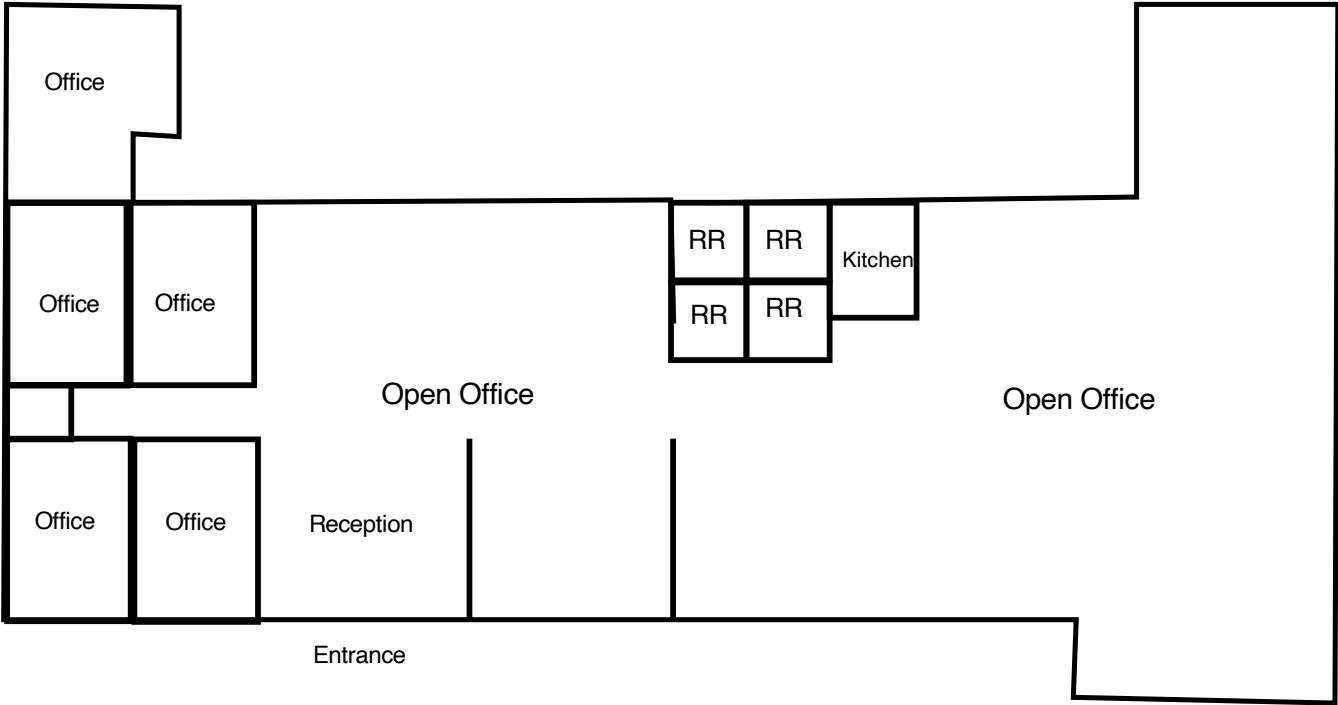 Office
RR
RR
Kitchen
Office
Office
RR
RR
Open Office
Open Office
Office
Office
Reception
Entrance